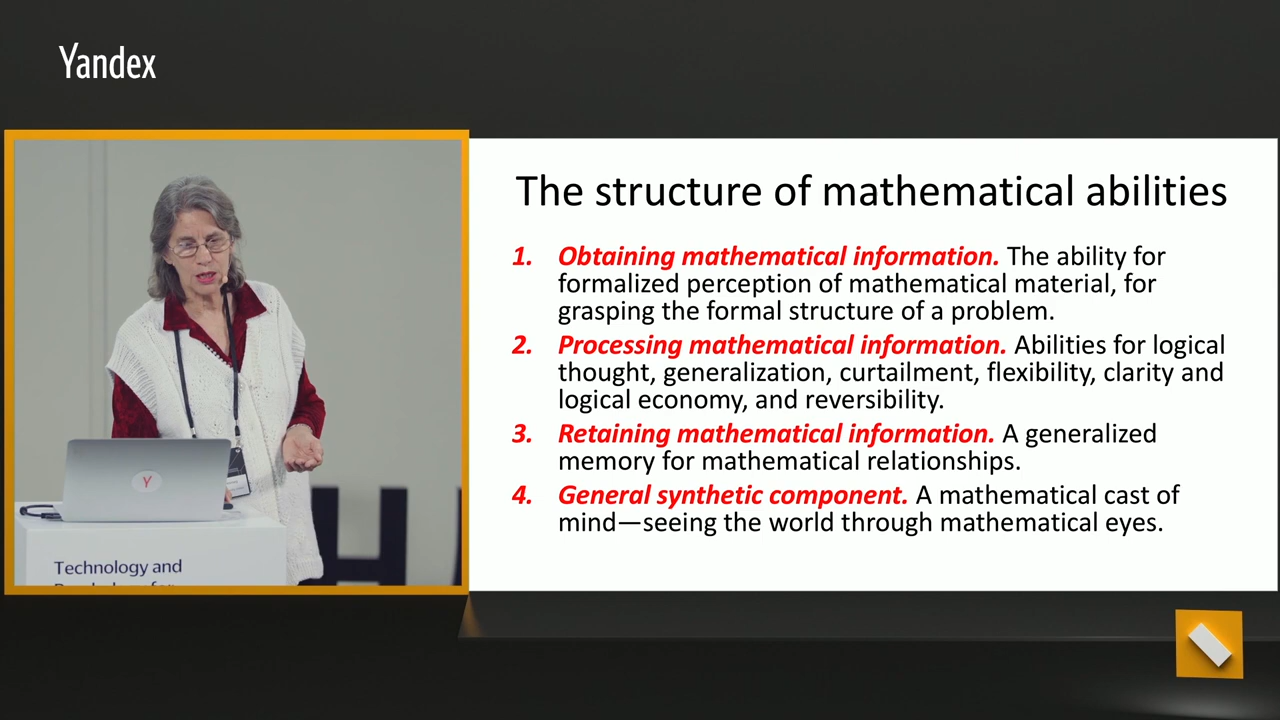 Yandex
The structure of mathematical abilities
1. Obtaining mathematical information. The ability for
formalized perception of mathematical material, for
grasping the formal structure of a problem.
2. Processing mathematical information. Abilities for logical
thought, generalization, curtailment, flexibility, clarity and
logical economy, and reversibility.
3. Retaining mathematical information. A generalized
memory for mathematical relationships.
4. General synthetic component. A mathematical cast of
mind—seeing the world through mathematical eyes.
Y
Technology and